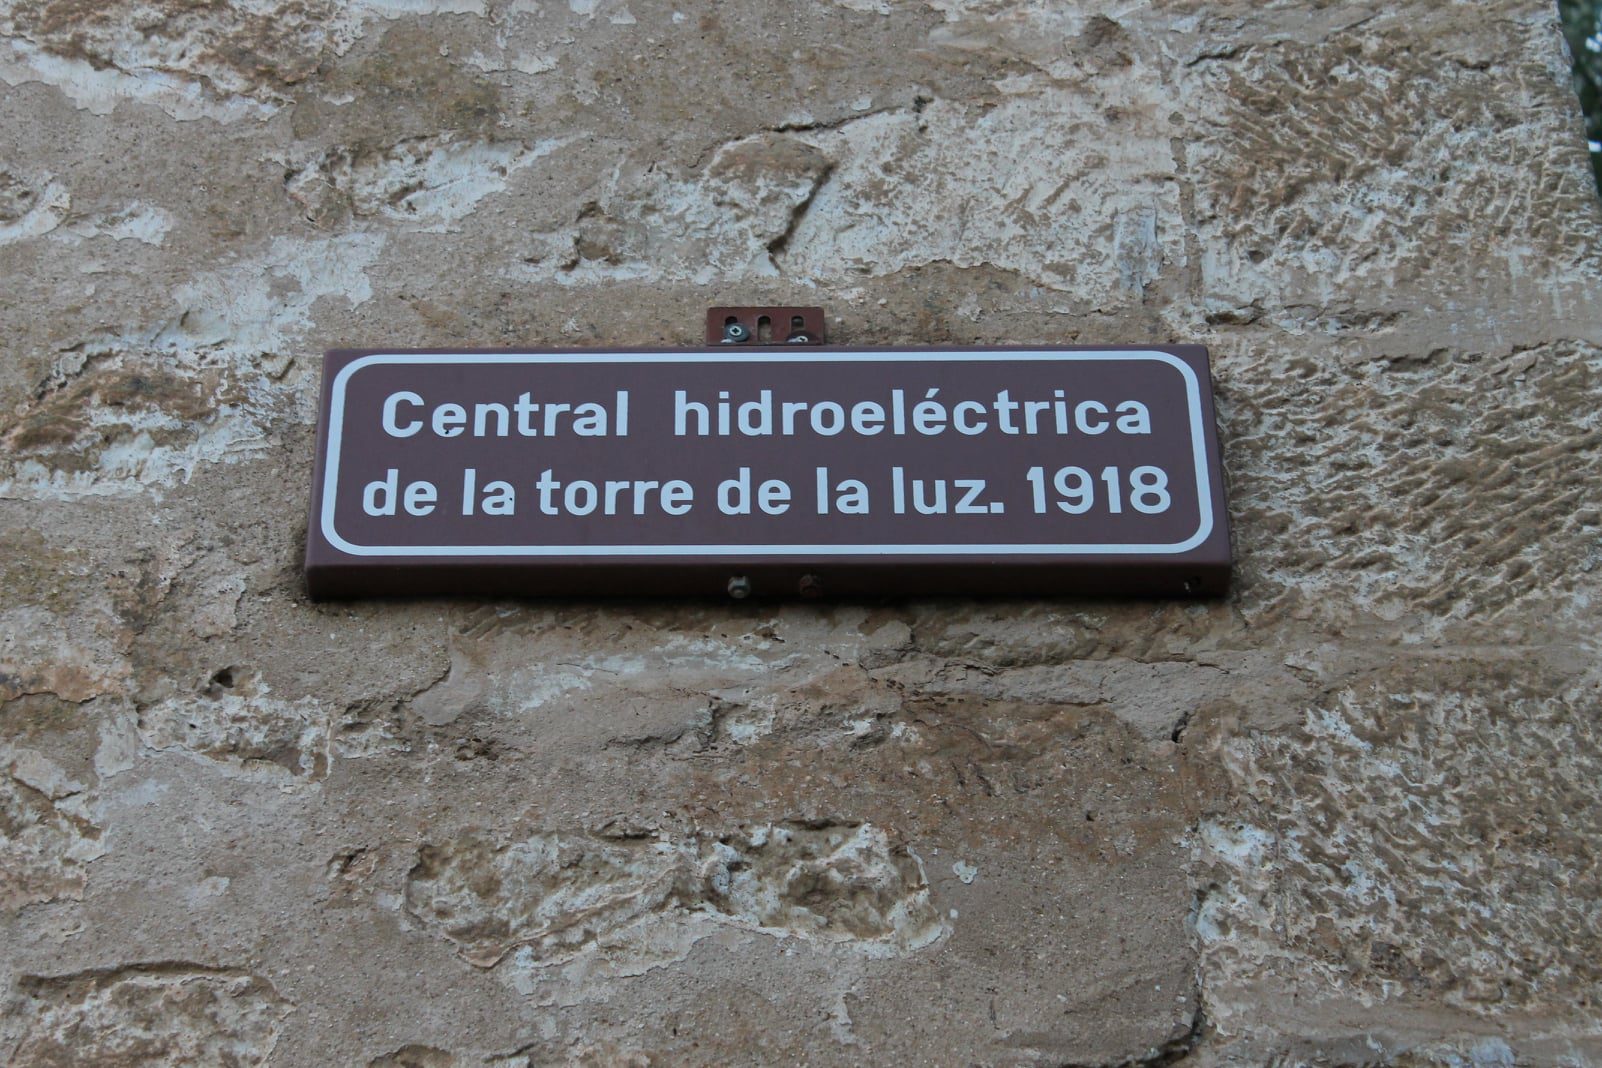 Central hidroeléctrica
de la torre de la luz. 1918